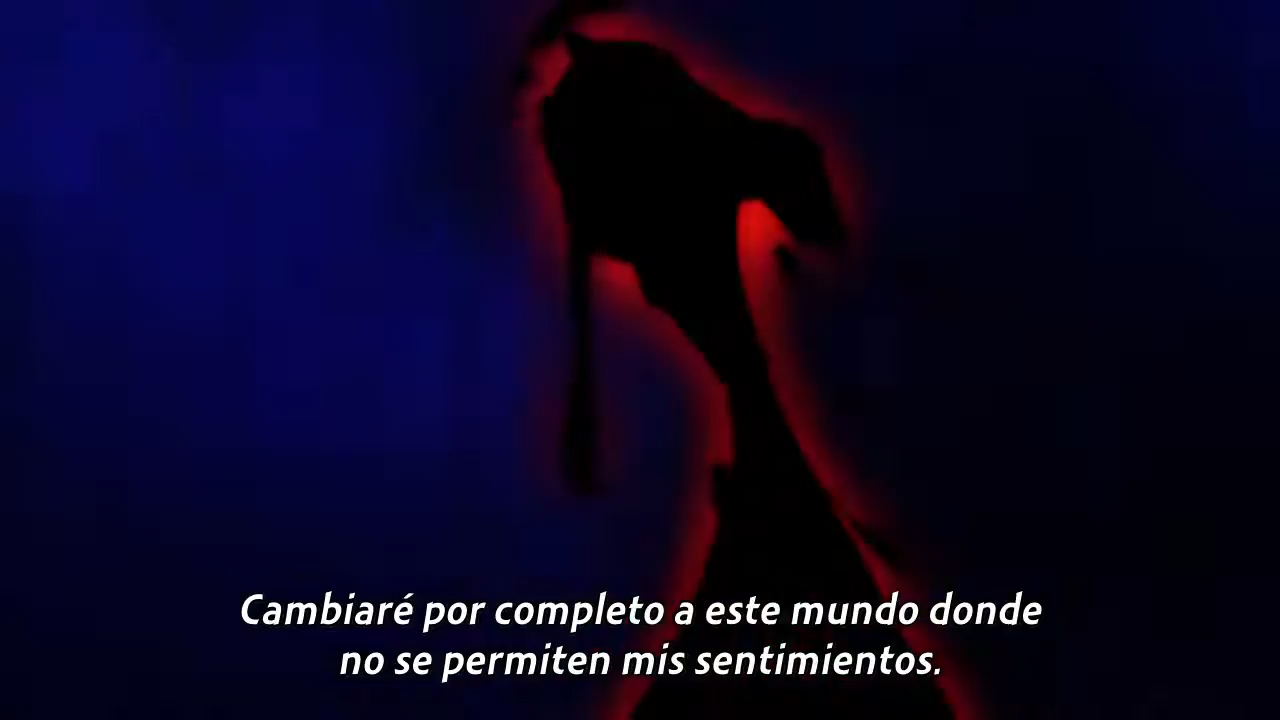 Cambiaré por completo a este mundo donde
no se permiten mis sentimientos.